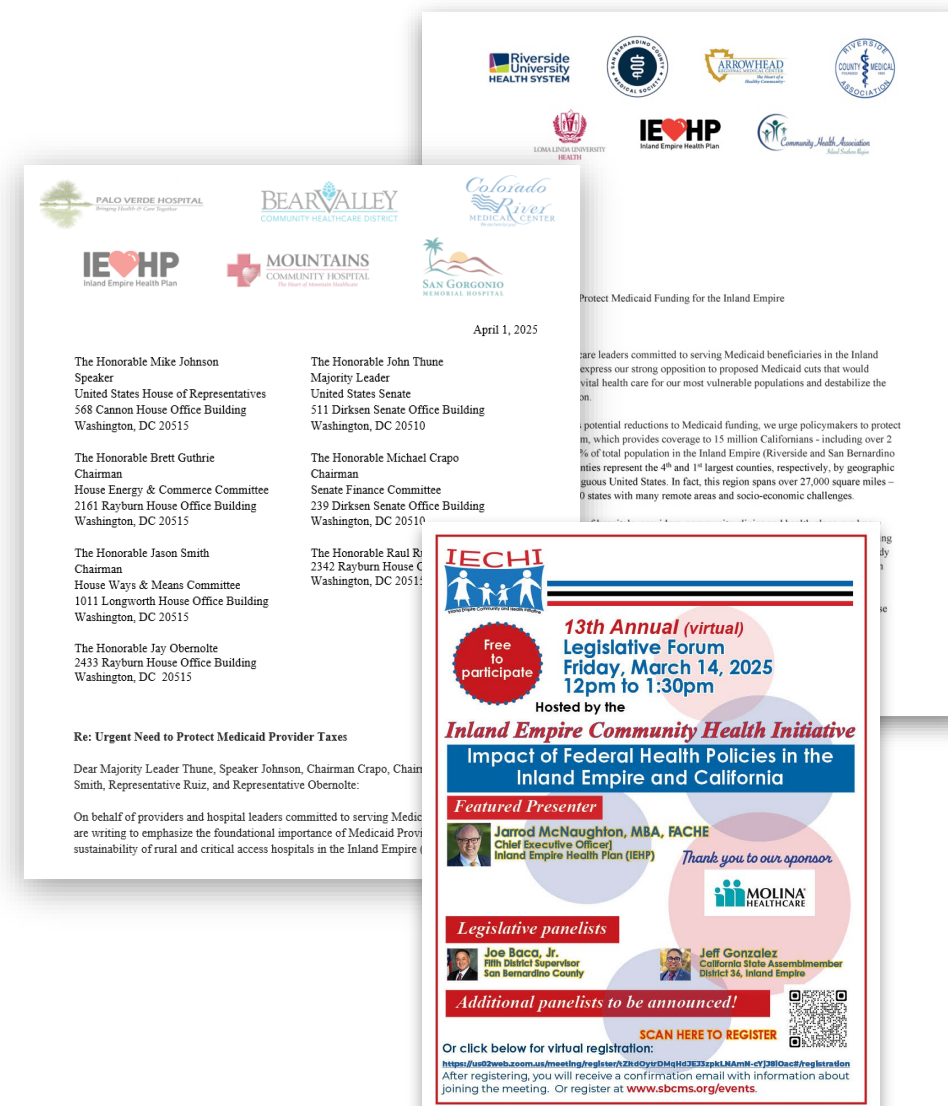 Riverside
University
HEALTH SYSTEM
SAN BERNARDINO COUNTY
MEDICAL SOCIETY
ARROWHEAD
REGIONAL MEDICAL CENTER
The Heart of a
Healthy Community
RIVERSIDE
COUNTY MEDICAL
ASSOCIATION
LOMA LINDA UNIVERSITY
HEALTH
IEHP
Inland Empire Health Plan
Community Health Association
Inland Southern Region
Protect Medicaid Funding for the Inland Empire
care leaders committed to serving Medicaid beneficiaries in the Inland
express our strong opposition to proposed Medicaid cuts that would
vital health care for our most vulnerable populations and destabilize the
on.
potential reductions to Medicaid funding, we urge policymakers to protect
m, which provides coverage to 15 million Californians - including over 2
% of total population in the Inland Empire (Riverside and San Bernardino
nties represent the 4th and 1st largest counties, respectively, by geographic
guous United States. In fact, this region spans over 27,000 square miles –
0 states with many remote areas and socio-economic challenges.
PALO VERDE HOSPITAL
Bringing Health & Care Together
BEAR VALLEY
COMMUNITY HEALTHCARE DISTRICT
Colorado
River
MEDICAL CENTER
IEHP
Inland Empire Health Plan
MOUNTAINS
COMMUNITY HOSPITAL
The Heart of Mountain Healthcare
SAN GORGONIO
MEMORIAL HOSPITAL
April 1, 2025
The Honorable Mike Johnson
Speaker
United States House of Representatives
568 Cannon House Office Building
Washington, DC 20515
The Honorable John Thune
Majority Leader
United States Senate
511 Dirksen Senate Office Building
Washington, DC 20510
The Honorable Brett Guthrie
Chairman
House Energy & Commerce Committee
2161 Rayburn House Office Building
Washington, DC 20515
The Honorable Michael Crapo
Chairman
Senate Finance Committee
239 Dirksen Senate Office Building
Washington, DC 20510
The Honorable Jason Smith
Chairman
House Ways & Means Committee
1011 Longworth House Office Building
Washington, DC 20515
The Honorable Raul R
2342 Rayburn House
Washington, DC 2051
The Honorable Jay Obernolte
2433 Rayburn House Office Building
Washington, DC 20515
Re: Urgent Need to Protect Medicaid Provider Taxes
Dear Majority Leader Thune, Speaker Johnson, Chairman Crapo, Chair
Smith, Representative Ruiz, and Representative Obernolte:
On behalf of providers and hospital leaders committed to serving Medic
are writing to emphasize the foundational importance of Medicaid Provi
sustainability of rural and critical access hospitals in the Inland Empire (
IECHI
Inland Empire Community and Health Initiative
Free
to
participate
13th Annual (virtual)
Legislative Forum
Friday, March 14, 2025
12pm to 1:30pm
Hosted by the
Inland Empire Community Health Initiative
Impact of Federal Health Policies in the
Inland Empire and California
Featured Presenter
Jarrod McNaughton, MBA, FACHE
Chief Executive Officer]
Inland Empire Health Plan (IEHP)
Thank you to our sponsor
MOLINA
HEALTHCARE
Legislative panelists
Joe Baca, Jr.
Fifth District Supervisor
San Bernardino County
Jeff Gonzalez
California State Assemblmember
District 36, Inland Empire
Additional panelists to be announced!
SCAN HERE TO REGISTER
Or click below for virtual registration:
After registering, you will receive a confirmation email with information about
joining the meeting. Or register at www.sbcms.org/events.